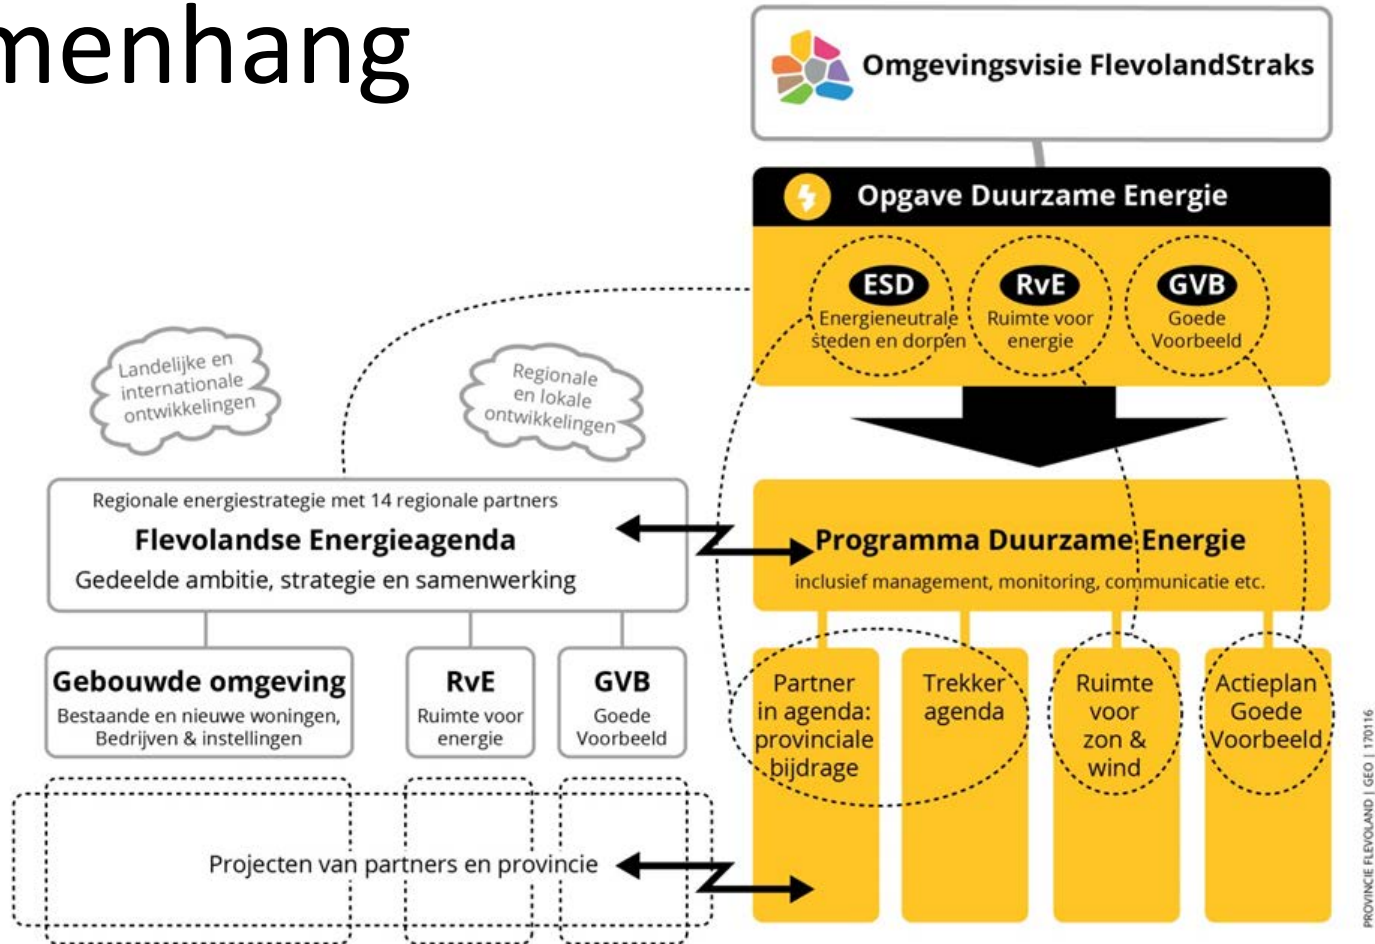 menhang
Omgevingsvisie FlevolandStraks
Opgave Duurzame Energie
ESD
Energieneutrale
steden en dorpen
RvE
Ruimte voor
energie
GVB
Goede
Voorbeeld
Landelijke en
internationale
ontwikkelingen
Regionale
en lokale
ontwikkelingen
Regionale energiestrategie met 14 regionale partners
Flevolandse Energieagenda
Gedeelde ambitie, strategie en samenwerking
Programma Duurzame Energie
inclusief management, monitoring, communicatie etc.
Gebouwde omgeving
Bestaande en nieuwe woningen,
Bedrijven & instellingen
RvE
Ruimte voor
energie
GVB
Goede
Voorbeeld
Partner
in agenda:
provinciale
bijdrage
Trekker
agenda
Ruimte
voor
zon &
wind
Actieplan
Goede
Voorbeeld
Projecten van partners en provincie
PROVINCIE FLEVOLAND | GEO | 170116